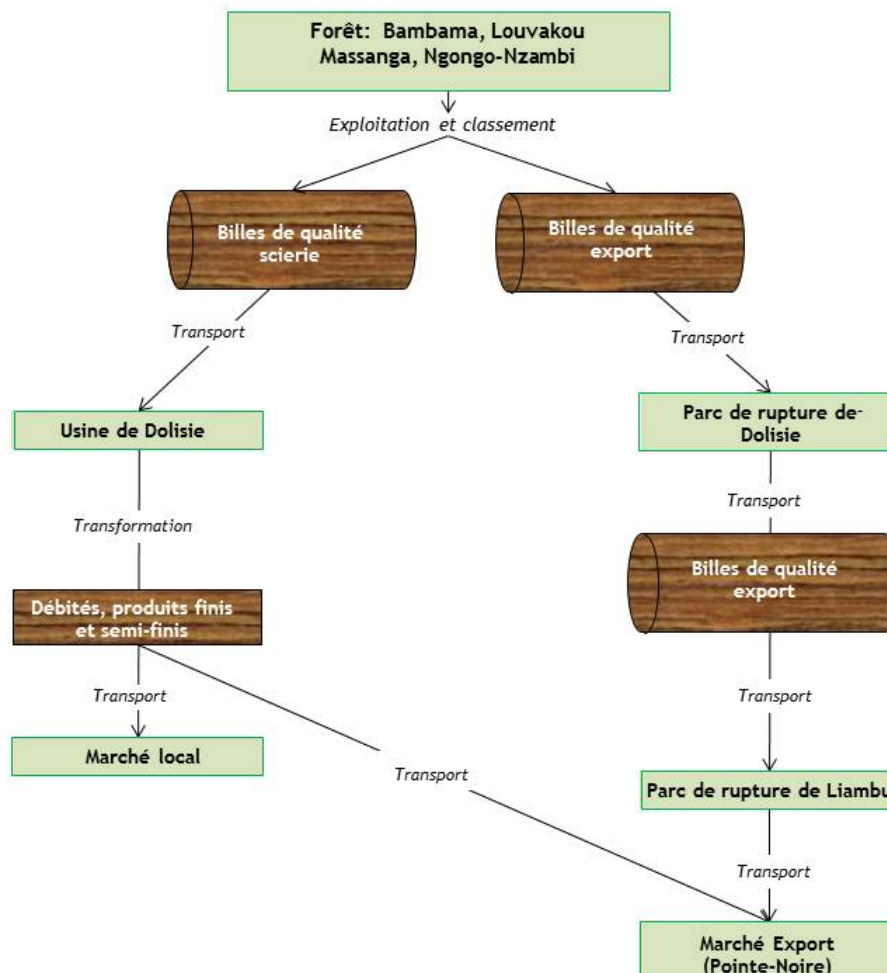 Forêt: Bambama, Louvakou
Massanga, Ngongo-Nzambi
Exploitation et classement
Billes de qualité
scierie
Billes de qualité
export
Transport
Transport
Usine de Dolisie
Parc de rupture de-
Dolisie
Transport
Transformation
Billes de qualité
export
Débités, produits finis
et semi-finis
Transport
Transport
Marché local
Transport
Parc de rupture de Liambu
Transport
Marché Export
(Pointe-Noire)